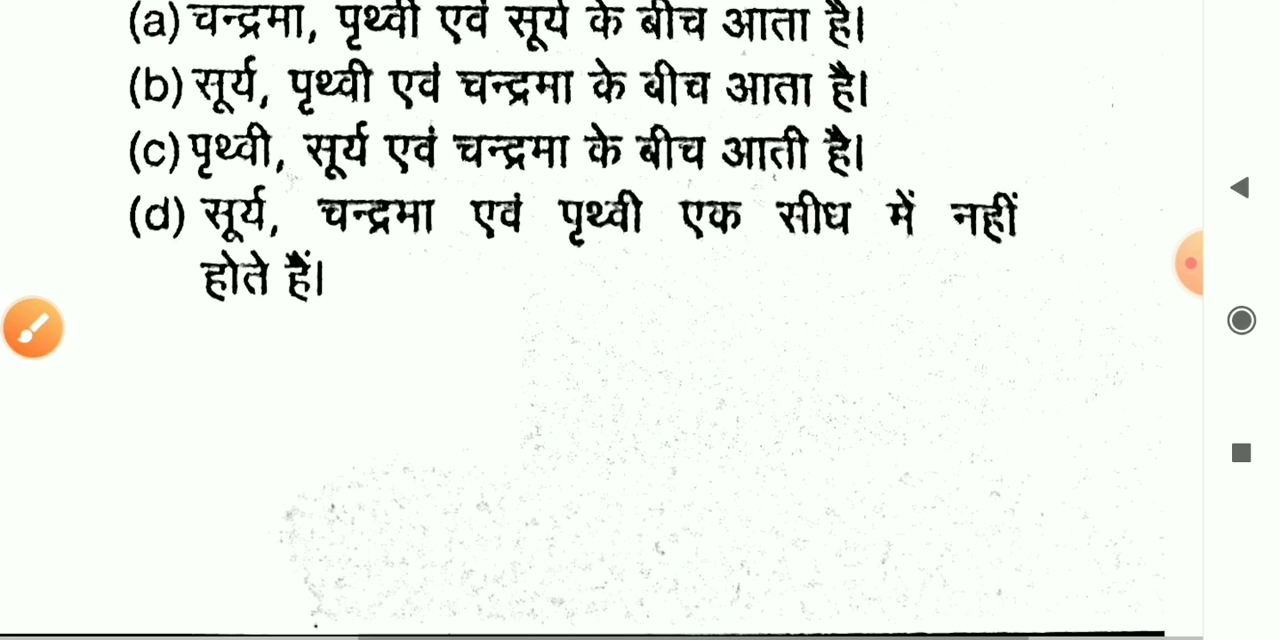 (a) चन्द्रमा, पृथ्वी एवं सूर्य के बीच आता है।
(b) सूर्य, पृथ्वी एवं चन्द्रमा के बीच आता है।
(c) पृथ्वी, सूर्य एवं चन्द्रमा के बीच आती है।
(d) सूर्य, चन्द्रमा एवं पृथ्वी एक सीध में नहीं
होते हैं।